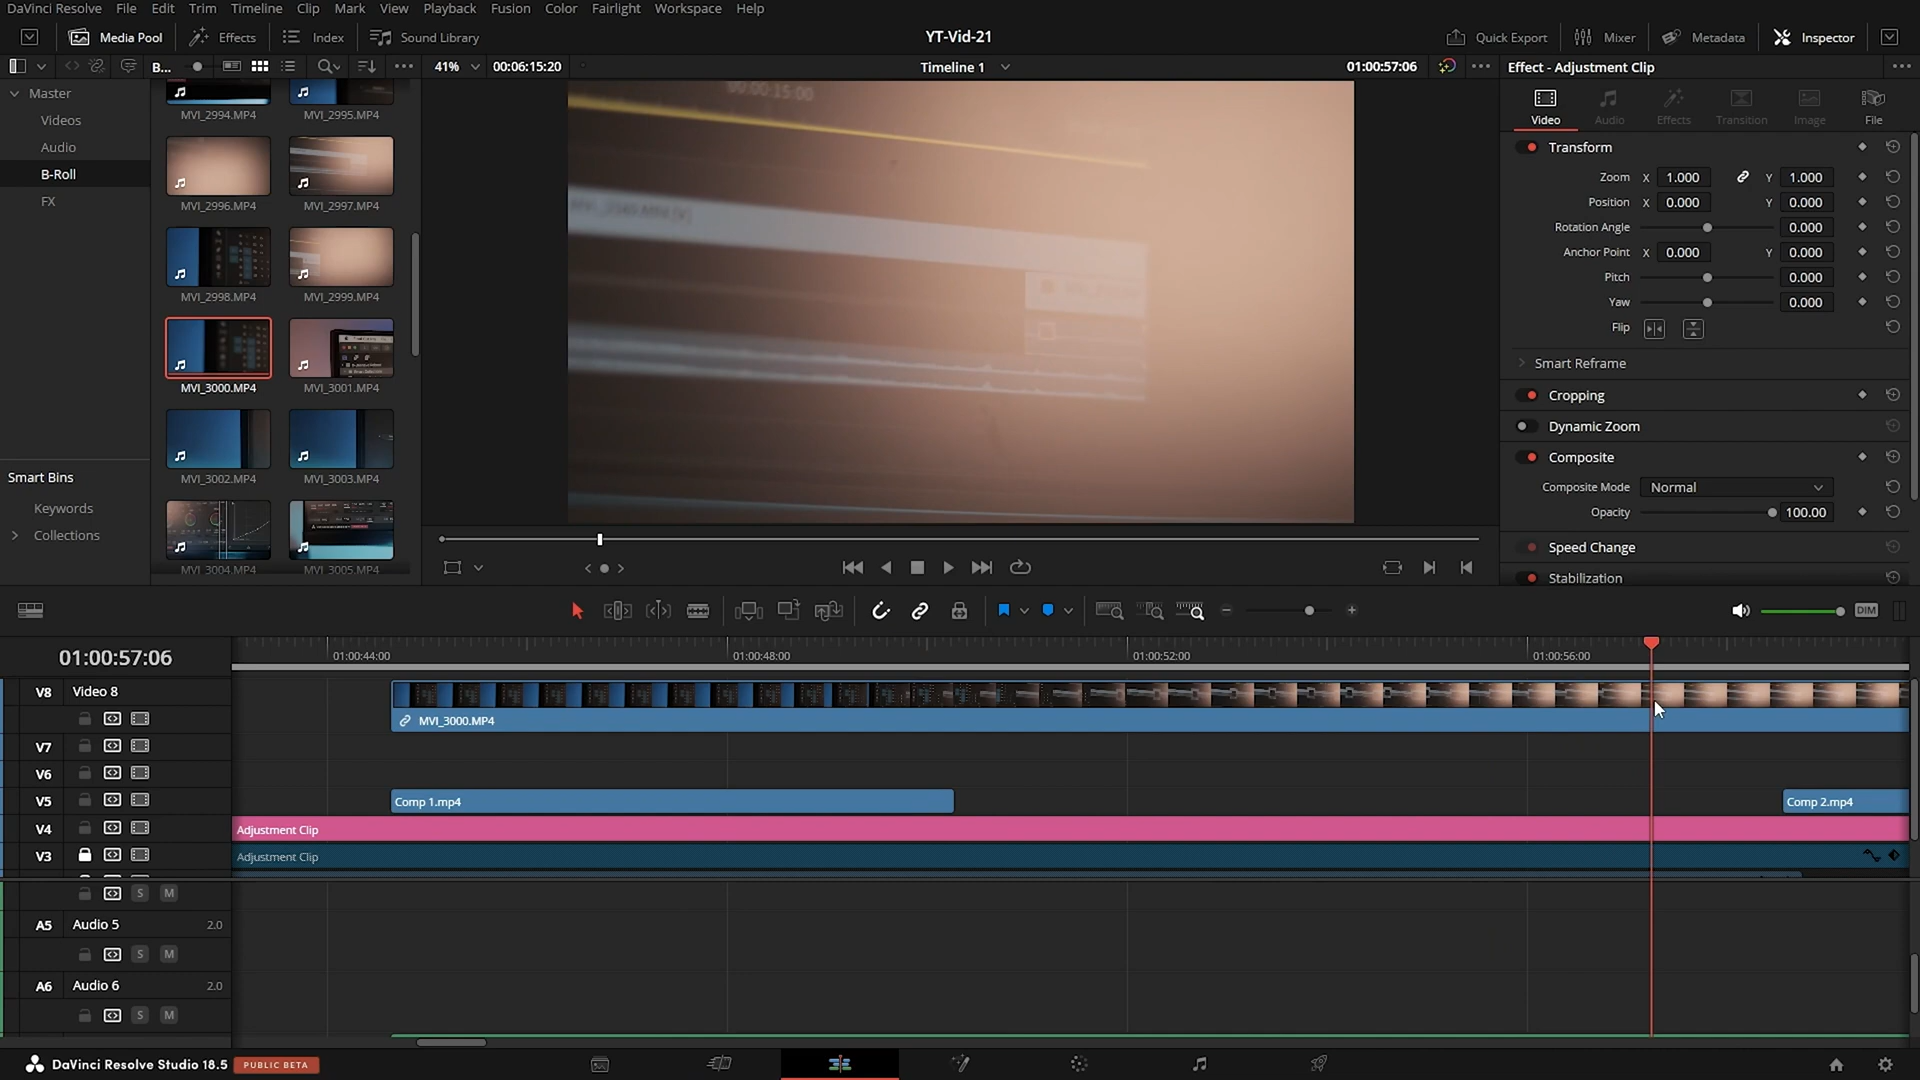 DaVinci Resolve File Edit Trim Timeline Clip Mark View Playback Fusion Color Fairlight Workspace Help
Media Pool Effects Index Sound Library YT-Vid-21 Quick Export Mixer Metadata Inspector
B... 41% 00:06:15:20 Timeline 1 01:00:57:06 Effect - Adjustment Clip
Master
Videos
Audio
B-Roll
FX
Smart Bins
Keywords
Collections
MVI_2994.MP4 MVI_2995.MP4
MVI_2996.MP4 MVI_2997.MP4
MVI_2998.MP4 MVI_2999.MP4
MVI_3000.MP4 MVI_3001.MP4
MVI_3002.MP4 MVI_3003.MP4
MVI_3004.MP4 MVI_3005.MP4
00:00:15:00
Video Audio Effects Transition Image File
Transform
Zoom X 1.000 Y 1.000
Position X 0.000 Y 0.000
Rotation Angle 0.000
Anchor Point X 0.000 Y 0.000
Pitch 0.000
Yaw 0.000
Flip
Smart Reframe
Cropping
Dynamic Zoom
Composite
Composite Mode Normal
Opacity 100.00
Speed Change
Stabilization
DIM
01:00:57:06 01:00:44:00 01:00:48:00 01:00:52:00 01:00:56:00
V8 Video 8
MVI_3000.MP4
V7
V6
V5 Comp 1.mp4 Comp 2.mp4
V4 Adjustment Clip
V3 Adjustment Clip
S M
A5 Audio 5 2.0
S M
A6 Audio 6 2.0
S M
DaVinci Resolve Studio 18.5 PUBLIC BETA